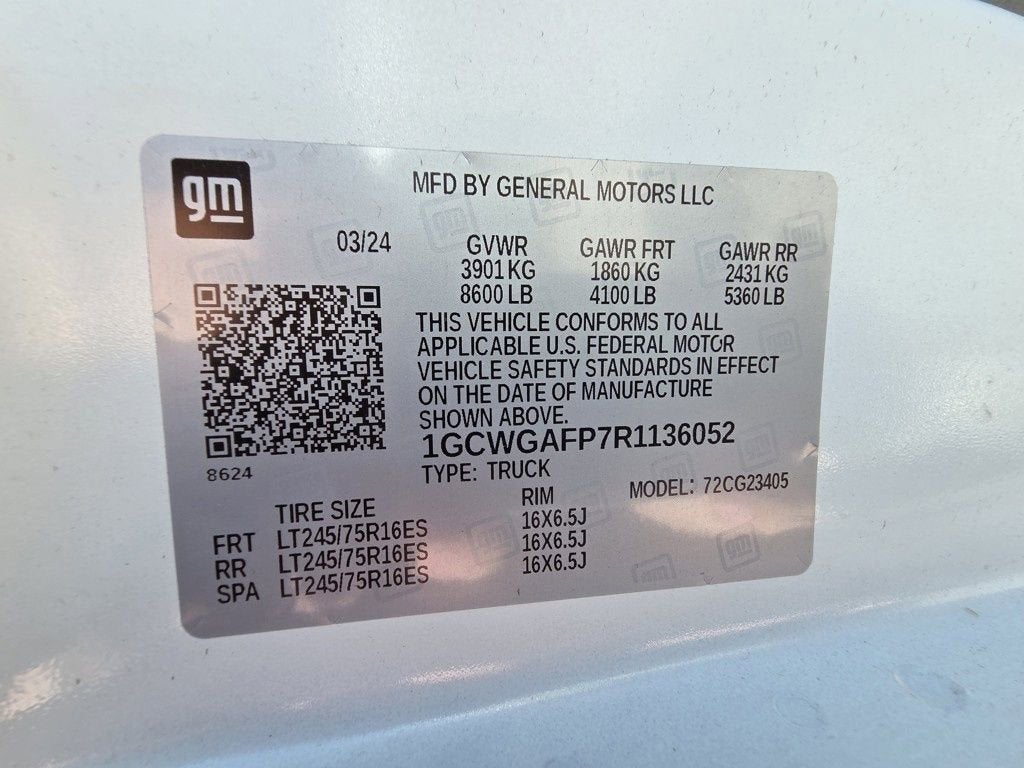 gm
MFD BY GENERAL MOTORS LLC
03/24 GVWR GAWR FRT GAWR RR
3901 KG 1860 KG 2431 KG
8600 LB 4100 LB 5360 LB
THIS VEHICLE CONFORMS TO ALL
APPLICABLE U.S. FEDERAL MOTOR
VEHICLE SAFETY STANDARDS IN EFFECT
ON THE DATE OF MANUFACTURE
SHOWN ABOVE.
1GCWGAFP7R1136052
8624
TYPE: TRUCK
MODEL: 72CG23405
TIRE SIZE RIM
FRT LT245/75R16ES 16X6.5J
RR LT245/75R16ES 16X6.5J
SPA LT245/75R16ES 16X6.5J